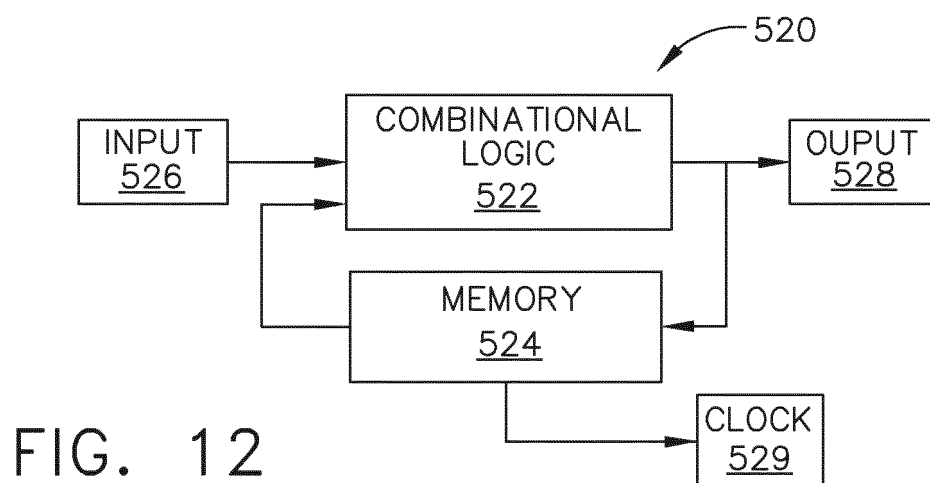 520
INPUT
526
COMBINATIONAL
LOGIC
522
OUPUT
528
MEMORY
524
CLOCK
529
FIG. 12